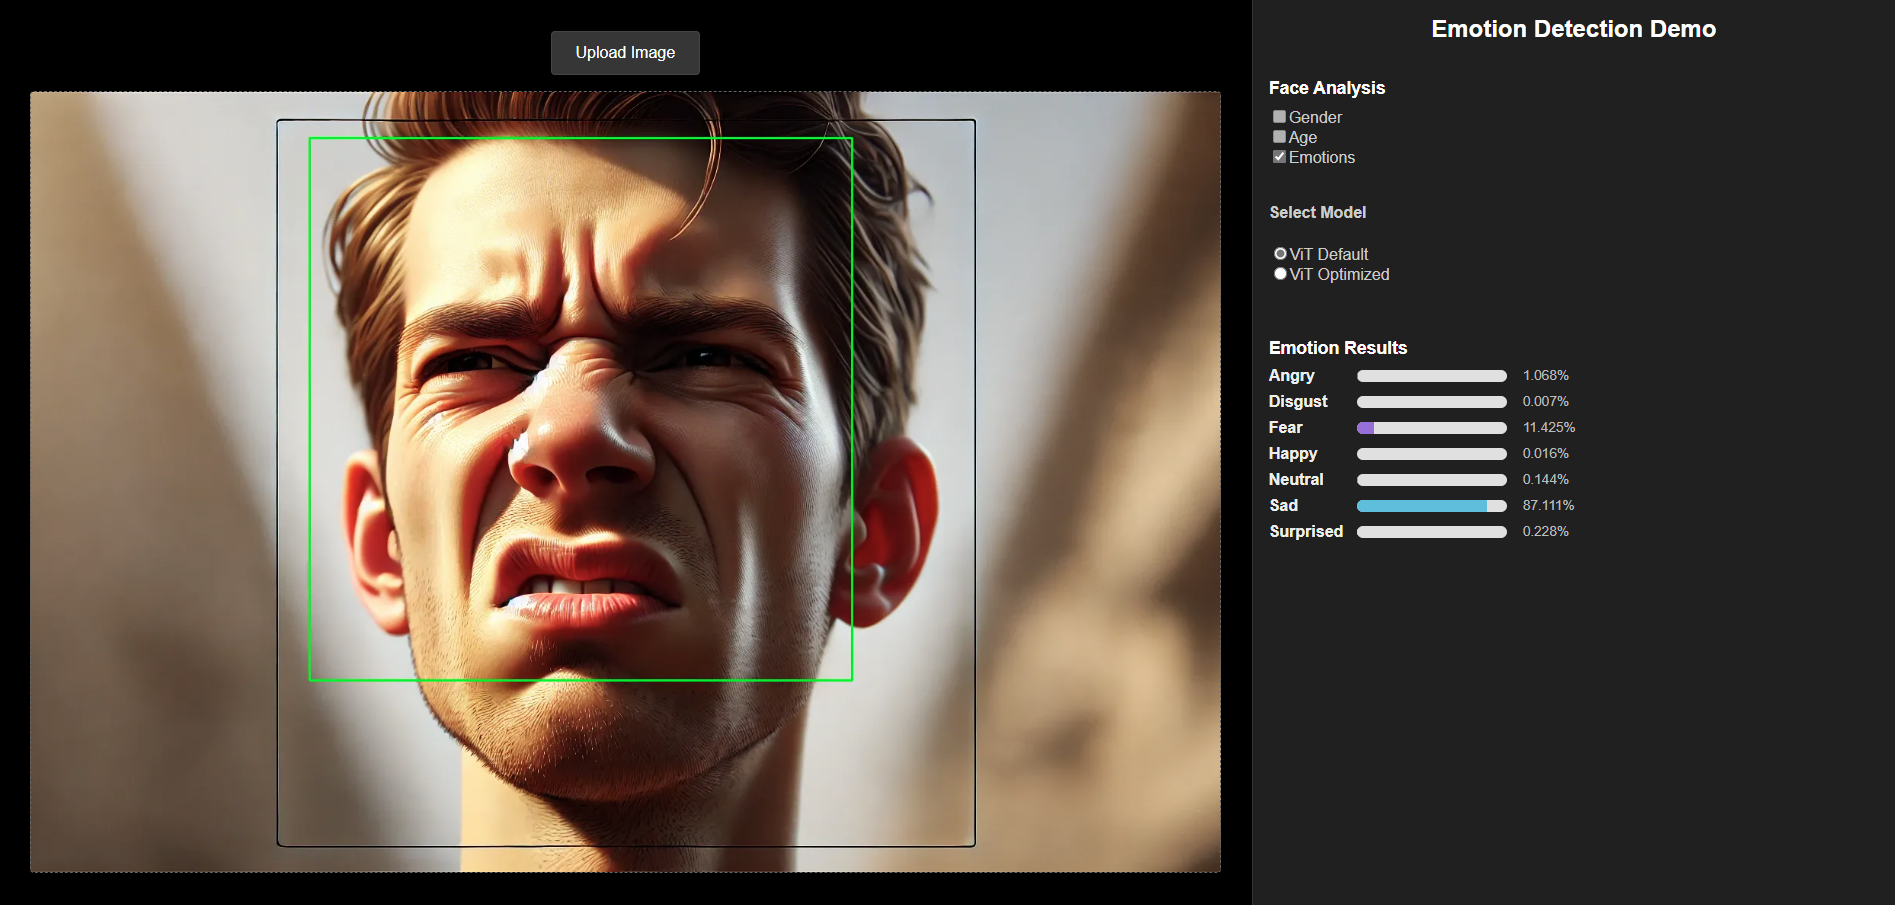 Upload Image
Emotion Detection Demo
Face Analysis
Gender
Age
Emotions
Select Model
ViT Default
ViT Optimized
Emotion Results
Angry 1.068%
Disgust 0.007%
Fear 11.425%
Happy 0.016%
Neutral 0.144%
Sad 87.111%
Surprised 0.228%